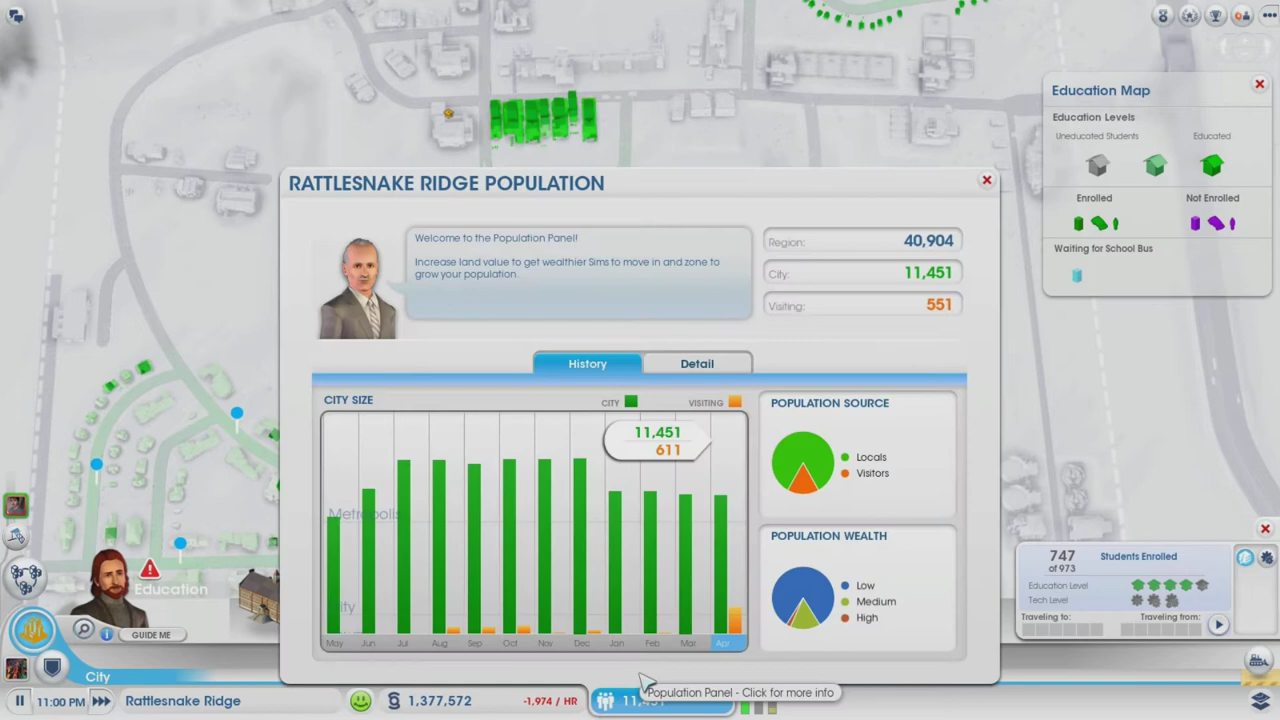 Education Map
Education Levels
Uneducated Students
Educated
Enrolled
Not Enrolled
Waiting for School Bus
RATTLESNAKE RIDGE POPULATION
Welcome to the Population Panel!
Increase land value to get wealthier Sims to move in and zone to
grow your population.
Region: 40,904
City: 11,451
Visiting: 551
History
Detail
CITY SIZE
CITY
VISITING
11,451
611
Metropolis
City
May Jun Jul Aug Sep Oct Nov Dec Jan Feb Mar Apr
POPULATION SOURCE
Locals
Visitors
POPULATION WEALTH
Low
Medium
High
747
of 973
Students Enrolled
Education Level
Tech Level
Traveling to:
Traveling from:
Education
GUIDE ME
City
11:00 PM
Rattlesnake Ridge
1,377,572
-1,974 / HR
11,451
Population Panel - Click for more info